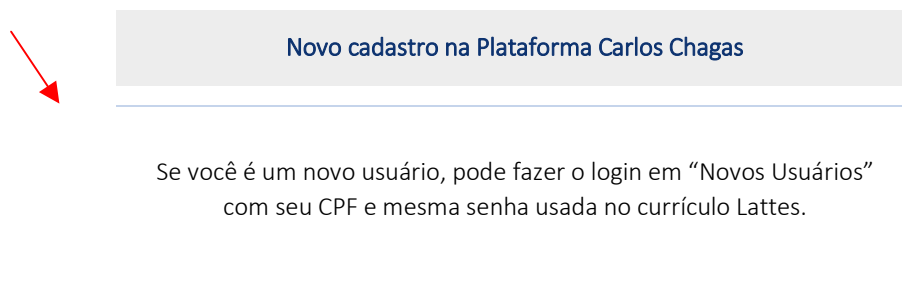 Novo cadastro na Plataforma Carlos Chagas
Se você é um novo usuário, pode fazer o login em “Novos Usuários”
com seu CPF e mesma senha usada no currículo Lattes.